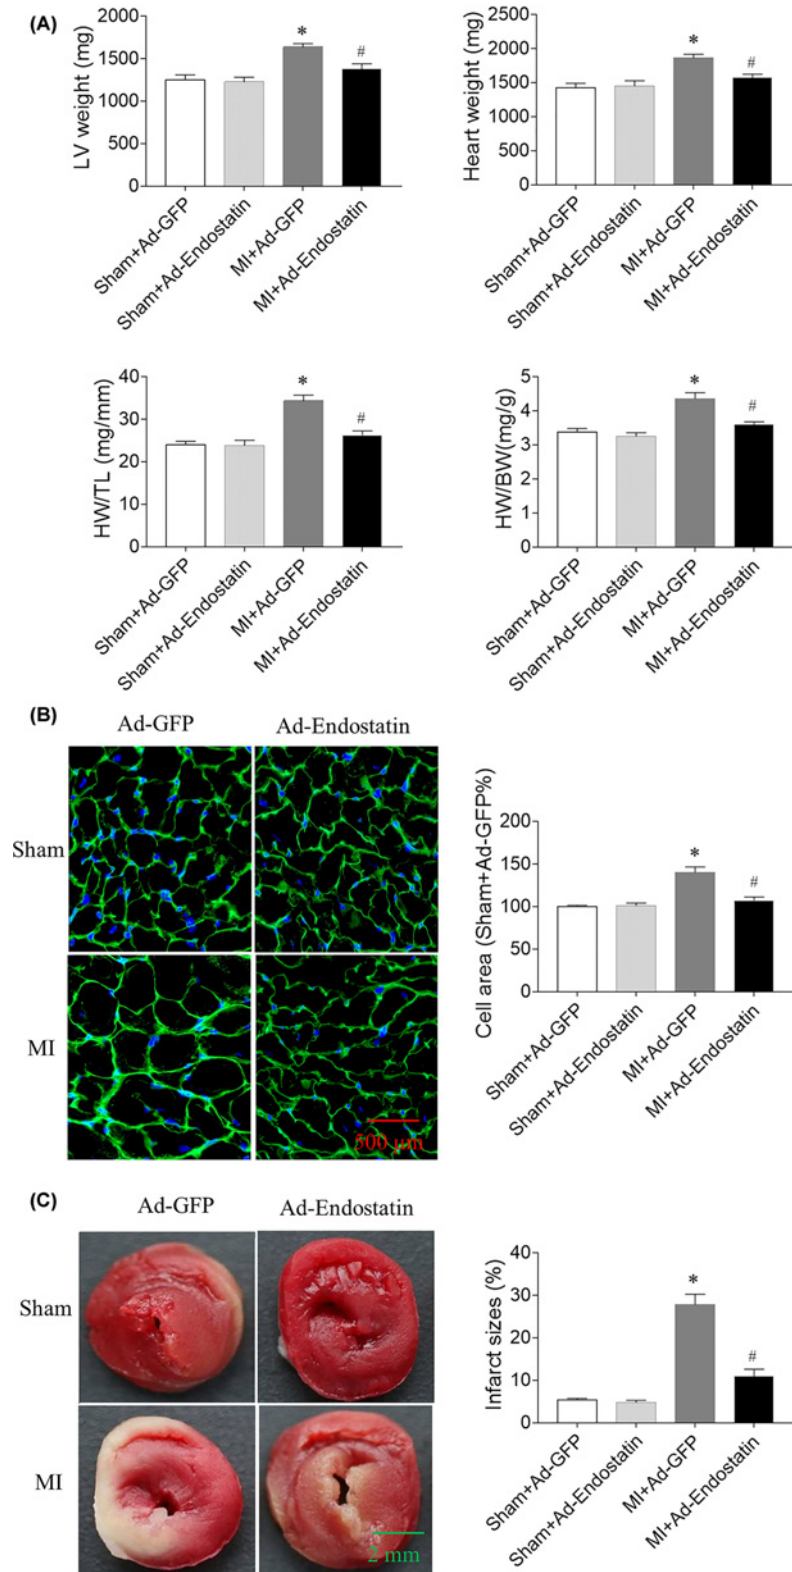 (A)
LV weight (mg)
2000
1500
1000
500
0
*
#
Sham+Ad-GFP
Sham+Ad-Endostatin
MI+Ad-GFP
MI+Ad-Endostatin
Heart weight (mg)
2500
2000
1500
1000
500
0
*
#
Sham+Ad-GFP
Sham+Ad-Endostatin
MI+Ad-GFP
MI+Ad-Endostatin
HW/TL (mg/mm)
40
30
20
10
0
*
#
Sham+Ad-GFP
Sham+Ad-Endostatin
MI+Ad-GFP
MI+Ad-Endostatin
HW/BW(mg/g)
5
4
3
2
1
0
*
#
Sham+Ad-GFP
Sham+Ad-Endostatin
MI+Ad-GFP
MI+Ad-Endostatin
(B)
Ad-GFP
Ad-Endostatin
Sham
MI
500 μm
Cell area (Sham+Ad-GFP%)
200
150
100
50
0
*
#
Sham+Ad-GFP
Sham+Ad-Endostatin
MI+Ad-GFP
MI+Ad-Endostatin
(C)
Ad-GFP
Ad-Endostatin
Sham
MI
2 mm
Infarct sizes (%)
40
30
20
10
0
*
#
Sham+Ad-GFP
Sham+Ad-Endostatin
MI+Ad-GFP
MI+Ad-Endostatin